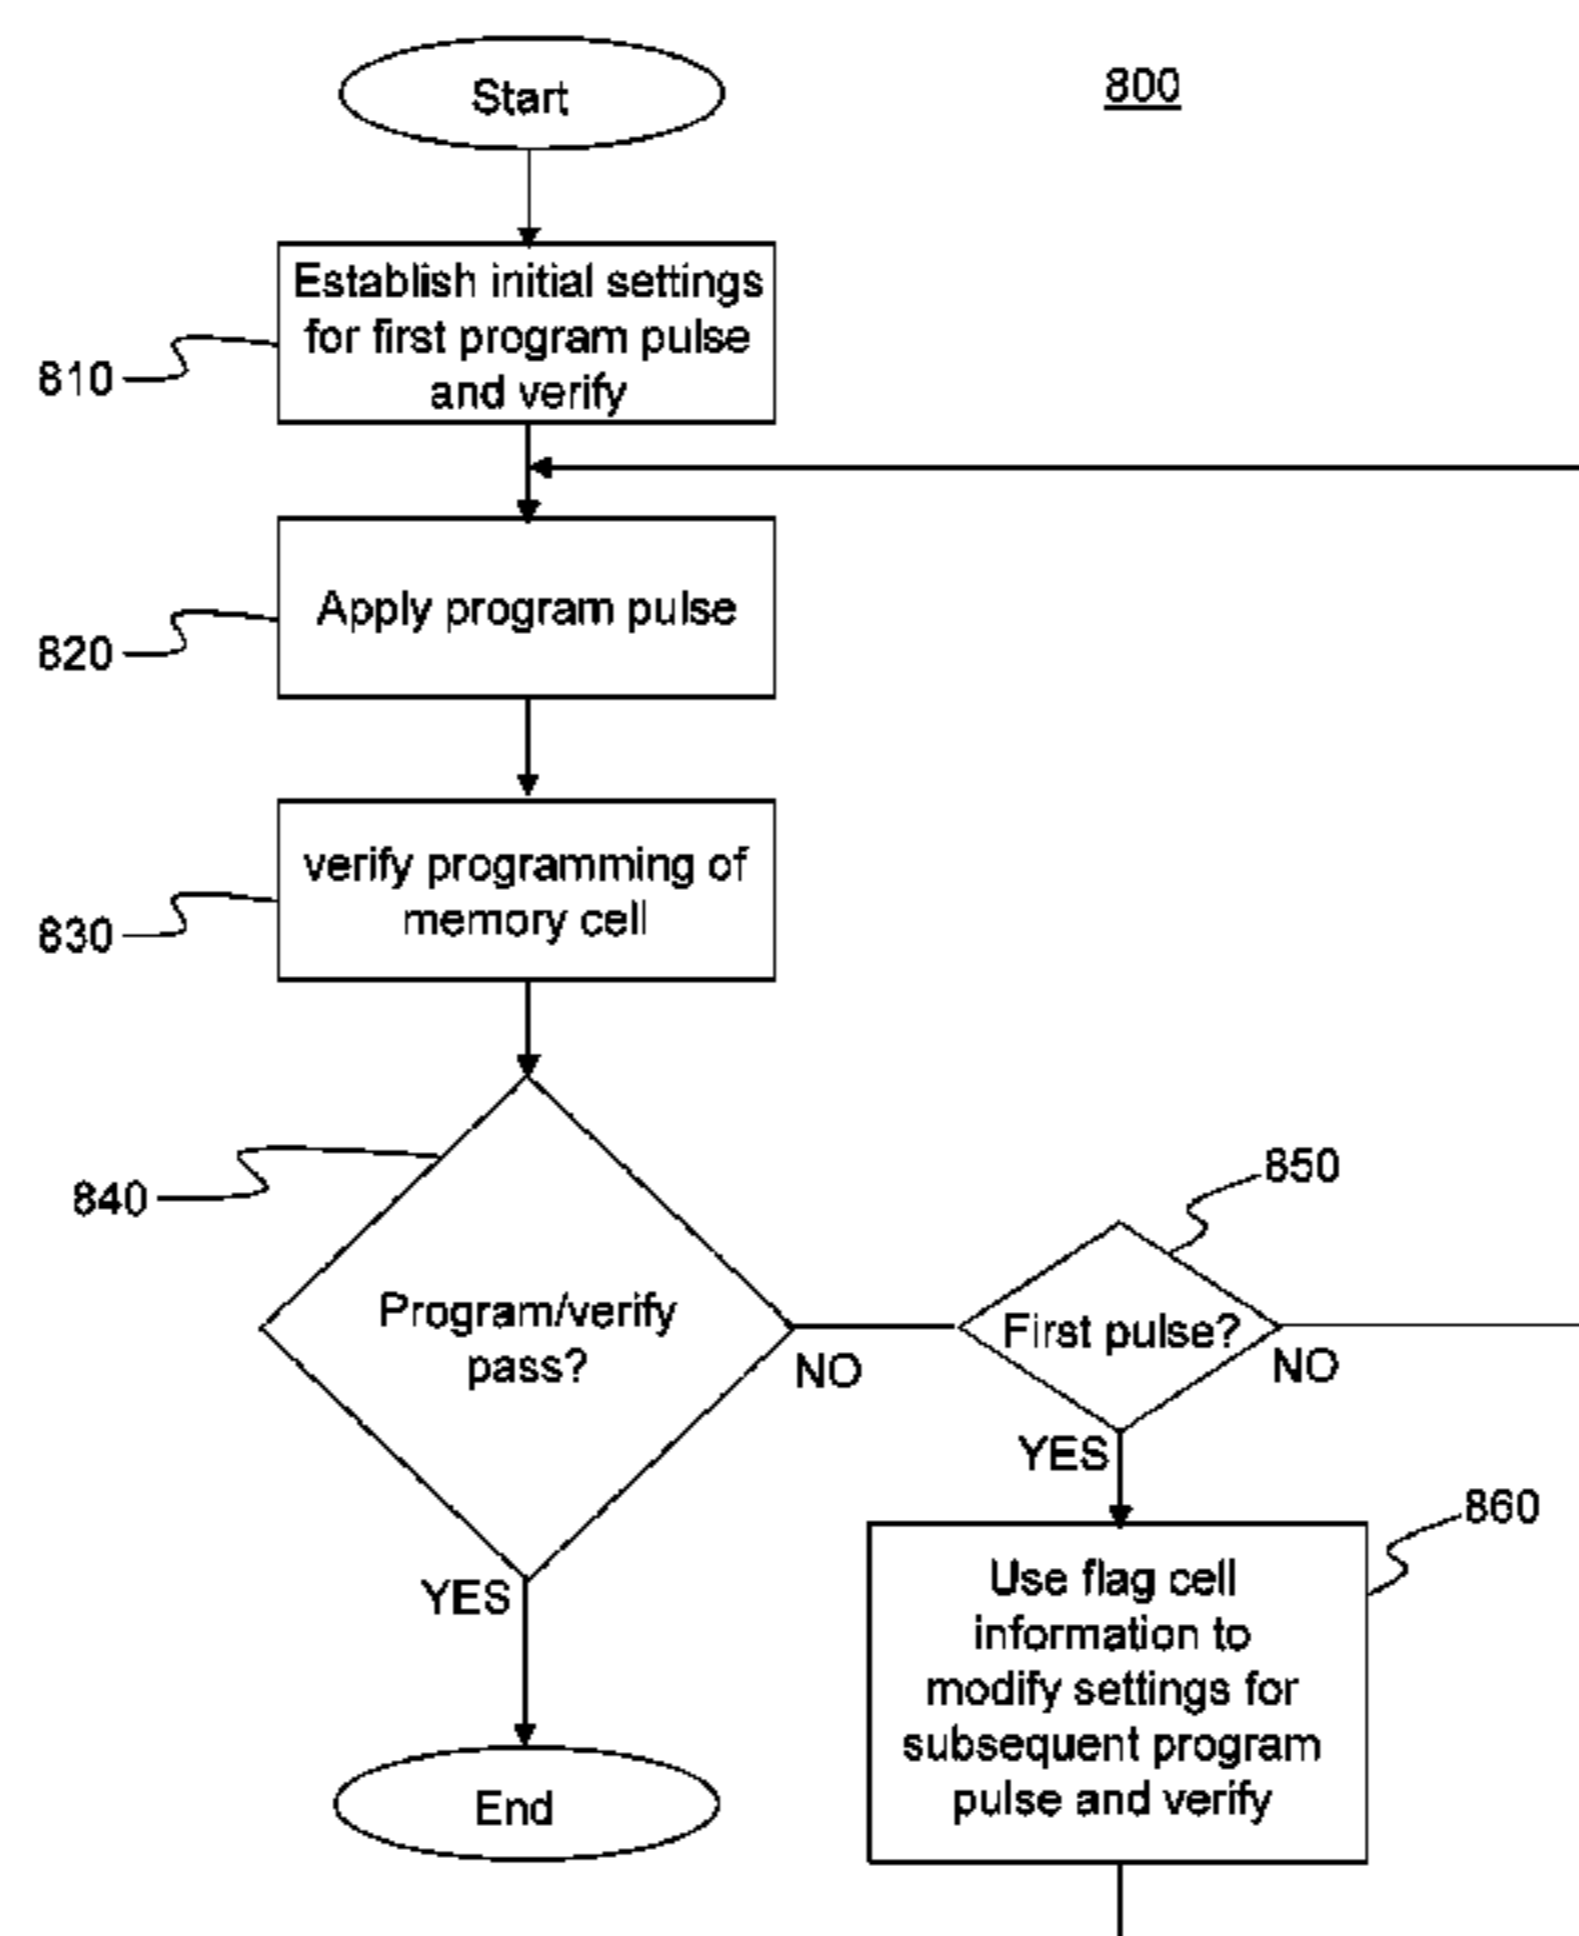 Start
800
Establish initial settings
for first program pulse
and verify
810
Apply program pulse
820
verify programming of
memory cell
830
840
Program/verify
pass?
NO
850
First pulse?
NO
YES
860
Use flag cell
information to
modify settings for
subsequent program
pulse and verify
YES
End